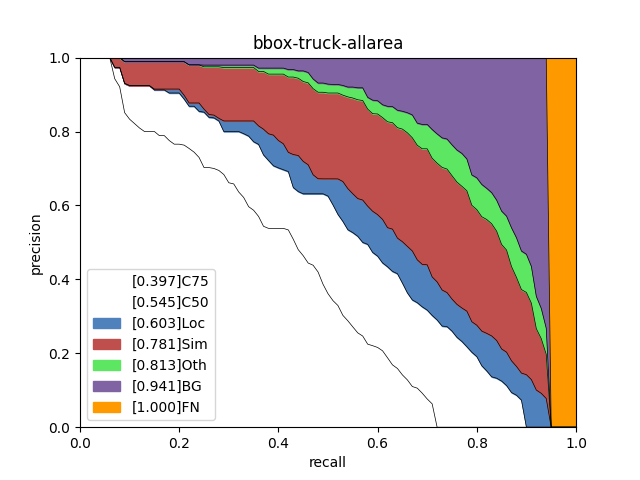 bbox-truck-allarea
1.0
0.8
0.6
0.4
0.2
0.0
precision
[0.397]C75
[0.545]C50
[0.603]Loc
[0.781]Sim
[0.813]Oth
[0.941]BG
[1.000]FN
0.0 0.2 0.4 0.6 0.8 1.0
recall